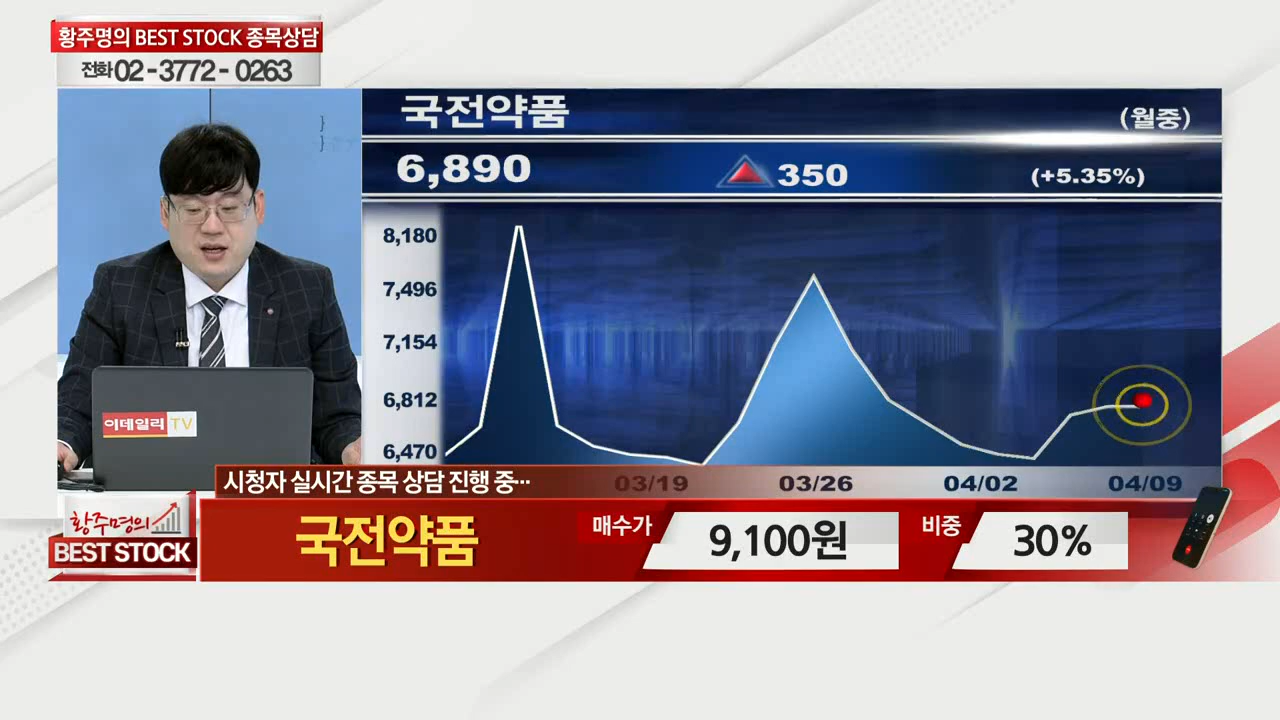 황주명의 BEST STOCK 종목상담
전화 02-3772-0263
국전약품
(월중)
6,890
350
(+5.35%)
8,180
7,496
7,154
6,812
6,470
03/19
03/26
04/02
04/09
이데일리 TV
시청자 실시간 종목 상담 진행 중...
황주명의
BEST STOCK
국전약품
매수가
9,100원
비중
30%